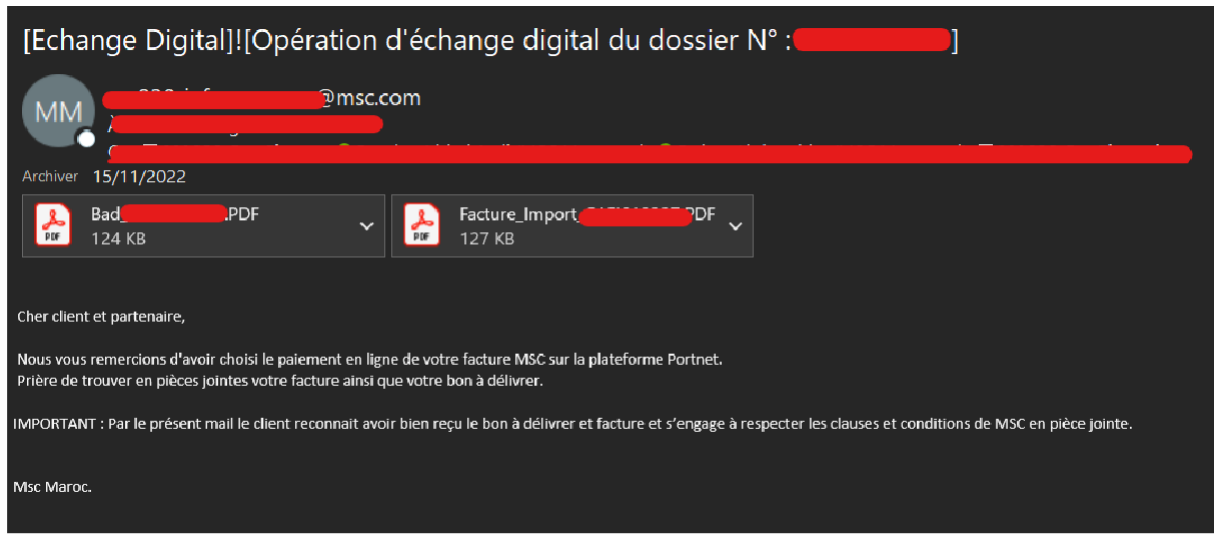 [Echange Digital]![Opération d'échange digital du dossier N° : ]
MM
@msc.com
Archiver 15/11/2022
Bad_ .PDF
124 KB
Facture_Import_ PDF
127 KB
PDF
PDF
Cher client et partenaire,
Nous vous remercions d'avoir choisi le paiement en ligne de votre facture MSC sur la plateforme Portnet.
Prière de trouver en pièces jointes votre facture ainsi que votre bon à délivrer.
IMPORTANT : Par le présent mail le client reconnait avoir bien reçu le bon à délivrer et facture et s’engage à respecter les clauses et conditions de MSC en pièce jointe.
Msc Maroc.